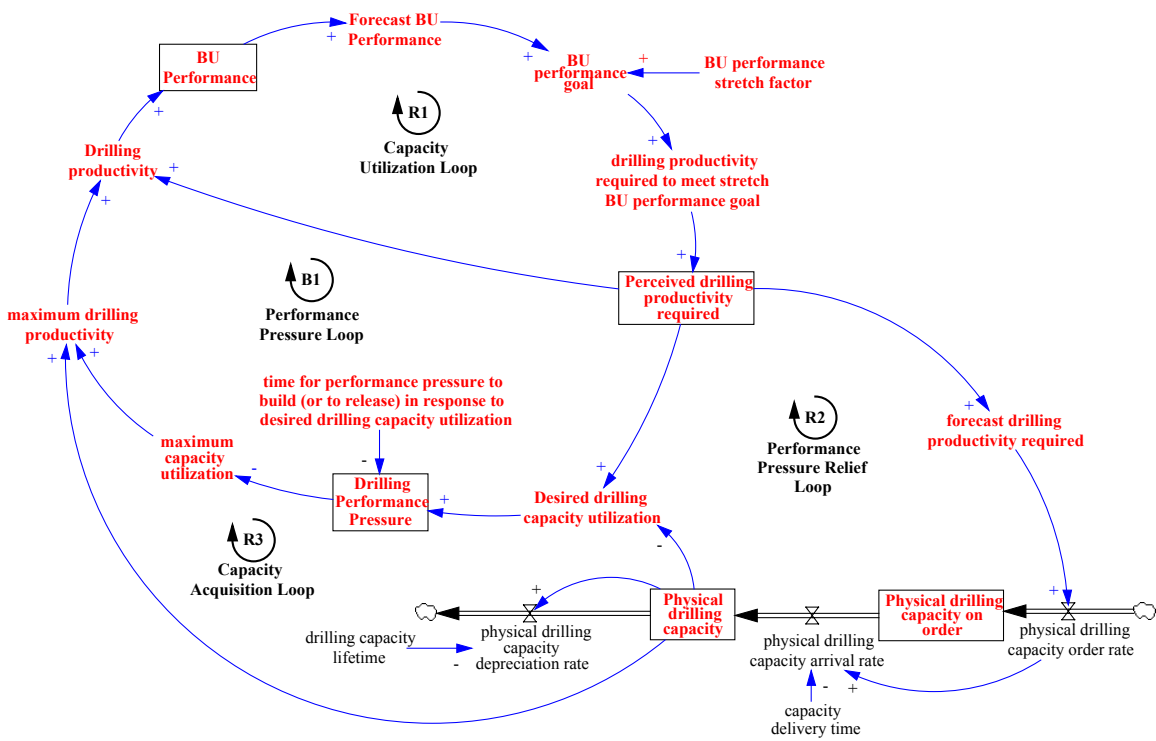 Forecast BU
Performance
+
+
BU
Performance
BU
performance
goal
+
BU performance
stretch factor
+
R1
Capacity
Utilization Loop
+
Drilling
productivity
+
+
drilling productivity
required to meet stretch
BU performance goal
+
Perceived drilling
productivity
required
B1
Performance
Pressure Loop
maximum drilling
productivity
+
+
time for performance pressure to
build (or to release) in response to
desired drilling capacity utilization
R2
Performance
Pressure Relief
Loop
+
forecast drilling
productivity required
maximum
capacity
utilization
-
-
Drilling
Performance
Pressure
+
+
Desired drilling
capacity utilization
-
R3
Capacity
Acquisition Loop
+
Physical
drilling
capacity
Physical drilling
capacity on
order
+
drilling capacity
lifetime
-
physical drilling
capacity
depreciation rate
physical drilling
capacity arrival rate
physical drilling
capacity order rate
-
+
capacity
delivery time